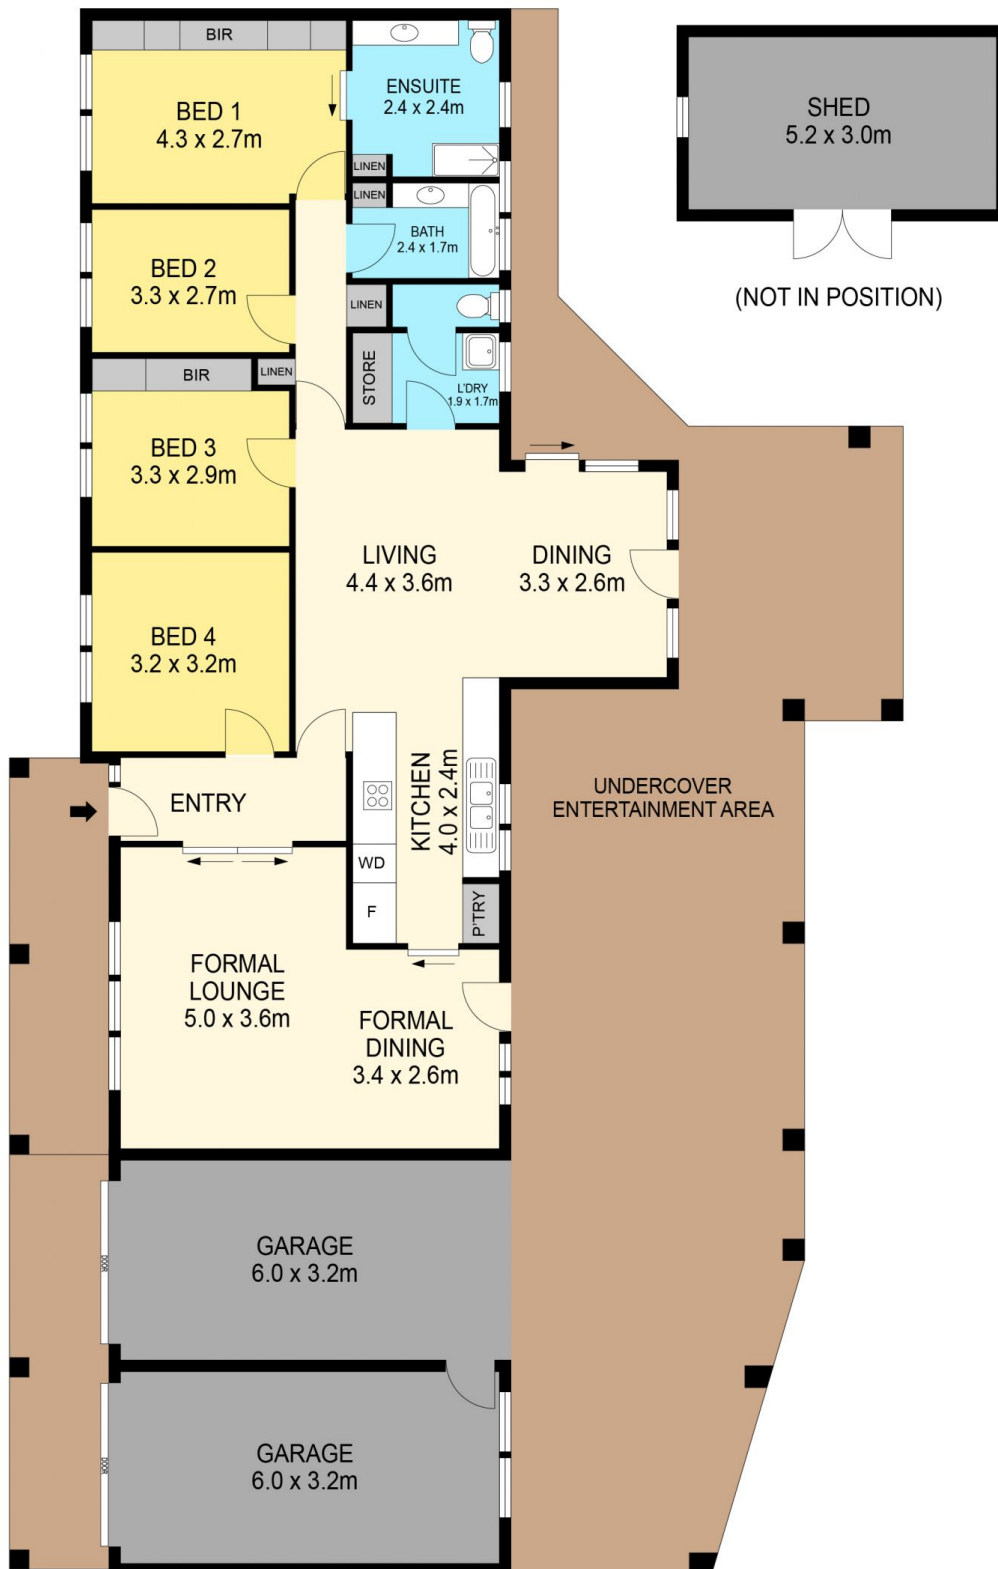 BIR
BED 1
4.3 x 2.7m
ENSUITE
2.4 x 2.4m
LINEN
LINEN
BATH
2.4 x 1.7m
BED 2
3.3 x 2.7m
LINEN
BIR
LINEN
STORE
L'DRY
1.9 x 1.7m
BED 3
3.3 x 2.9m
LIVING
4.4 x 3.6m
DINING
3.3 x 2.6m
BED 4
3.2 x 3.2m
ENTRY
KITCHEN
4.0 x 2.4m
WD
F
P'TRY
UNDERCOVER
ENTERTAINMENT AREA
FORMAL
LOUNGE
5.0 x 3.6m
FORMAL
DINING
3.4 x 2.6m
DOOR
GARAGE
6.0 x 3.2m
DOOR
GARAGE
6.0 x 3.2m
SHED
5.2 x 3.0m
(NOT IN POSITION)